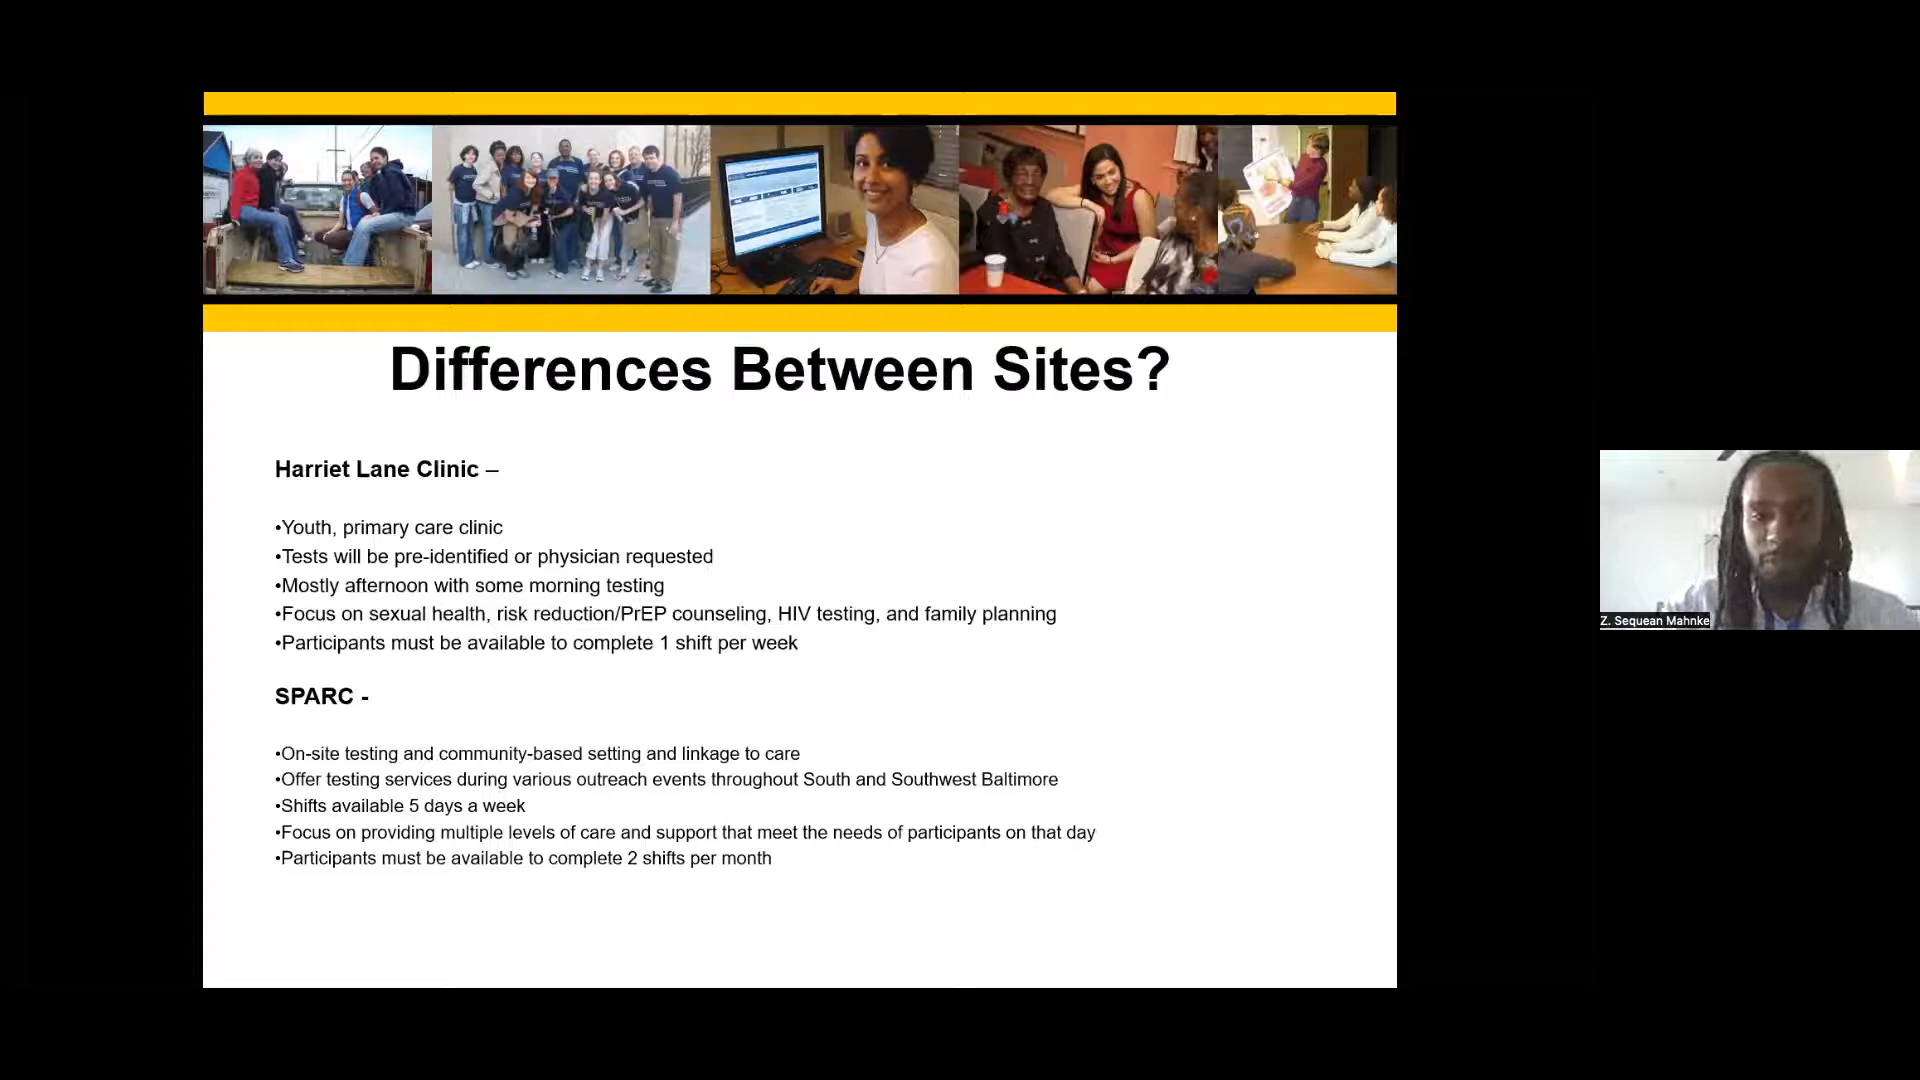 Differences Between Sites?
Harriet Lane Clinic –
•Youth, primary care clinic
•Tests will be pre-identified or physician requested
•Mostly afternoon with some morning testing
•Focus on sexual health, risk reduction/PrEP counseling, HIV testing, and family planning
•Participants must be available to complete 1 shift per week
SPARC -
•On-site testing and community-based setting and linkage to care
•Offer testing services during various outreach events throughout South and Southwest Baltimore
•Shifts available 5 days a week
•Focus on providing multiple levels of care and support that meet the needs of participants on that day
•Participants must be available to complete 2 shifts per month
Z. Sequean Mahnke